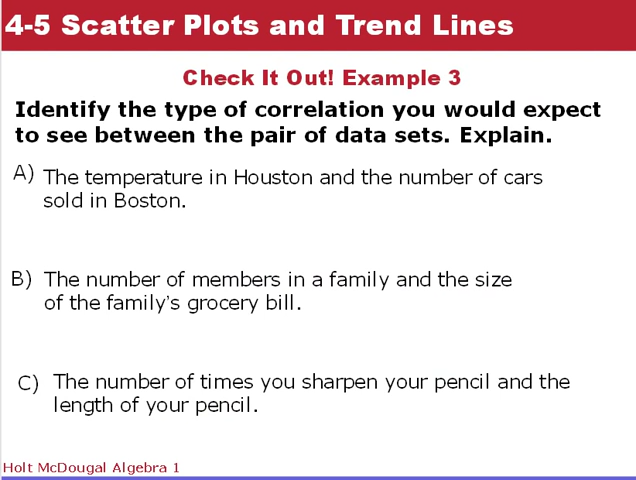 4-5 Scatter Plots and Trend Lines
Check It Out! Example 3
Identify the type of correlation you would expect
to see between the pair of data sets. Explain.
A) The temperature in Houston and the number of cars
sold in Boston.
B) The number of members in a family and the size
of the family’s grocery bill.
C) The number of times you sharpen your pencil and the
length of your pencil.
Holt McDougal Algebra 1